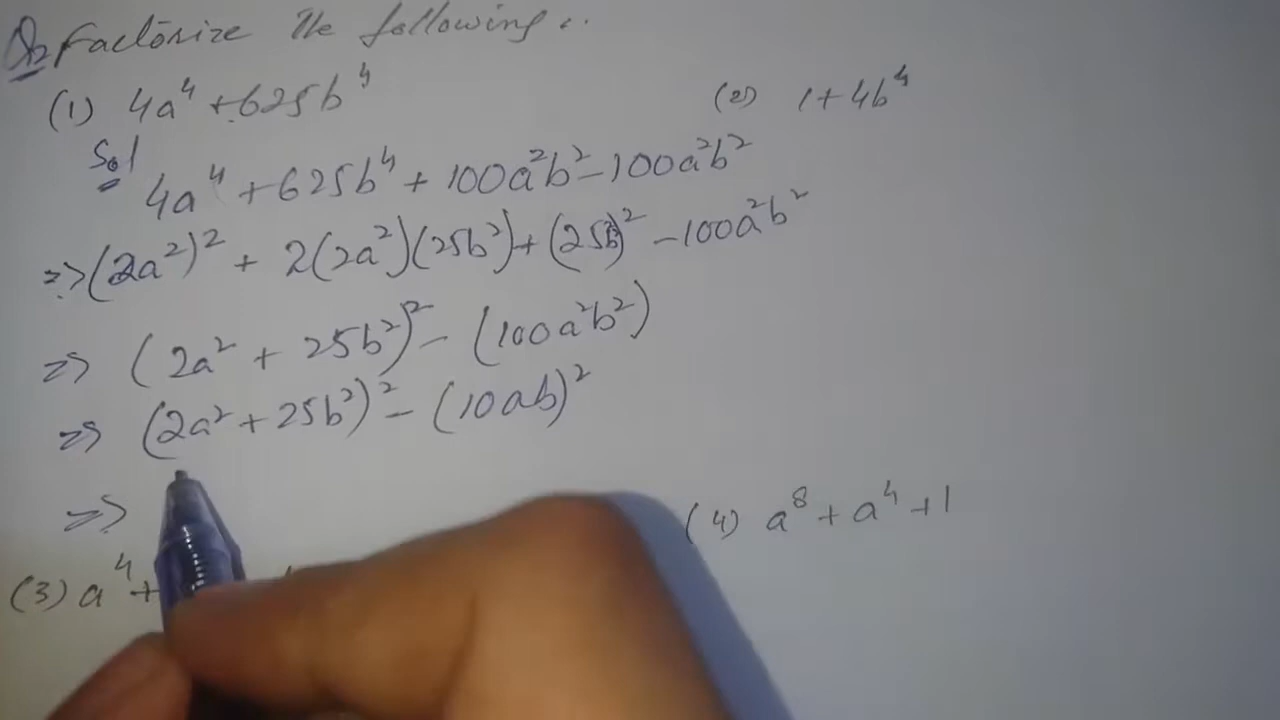 Q2 Factorize the following :.
(1) 4a⁴ + 625b⁴ (2) 1 + 4b⁴
Sol
4a⁴ + 625b⁴ + 100a²b² - 100a²b²
=> (2a²)² + 2(2a²)(25b²) + (25b²)² - 100a²b²
=> (2a² + 25b²)² - (100a²b²)
=> (2a² + 25b²)² - (10ab)²
=>
(3) a⁴ + (4) a⁸ + a⁴ + 1